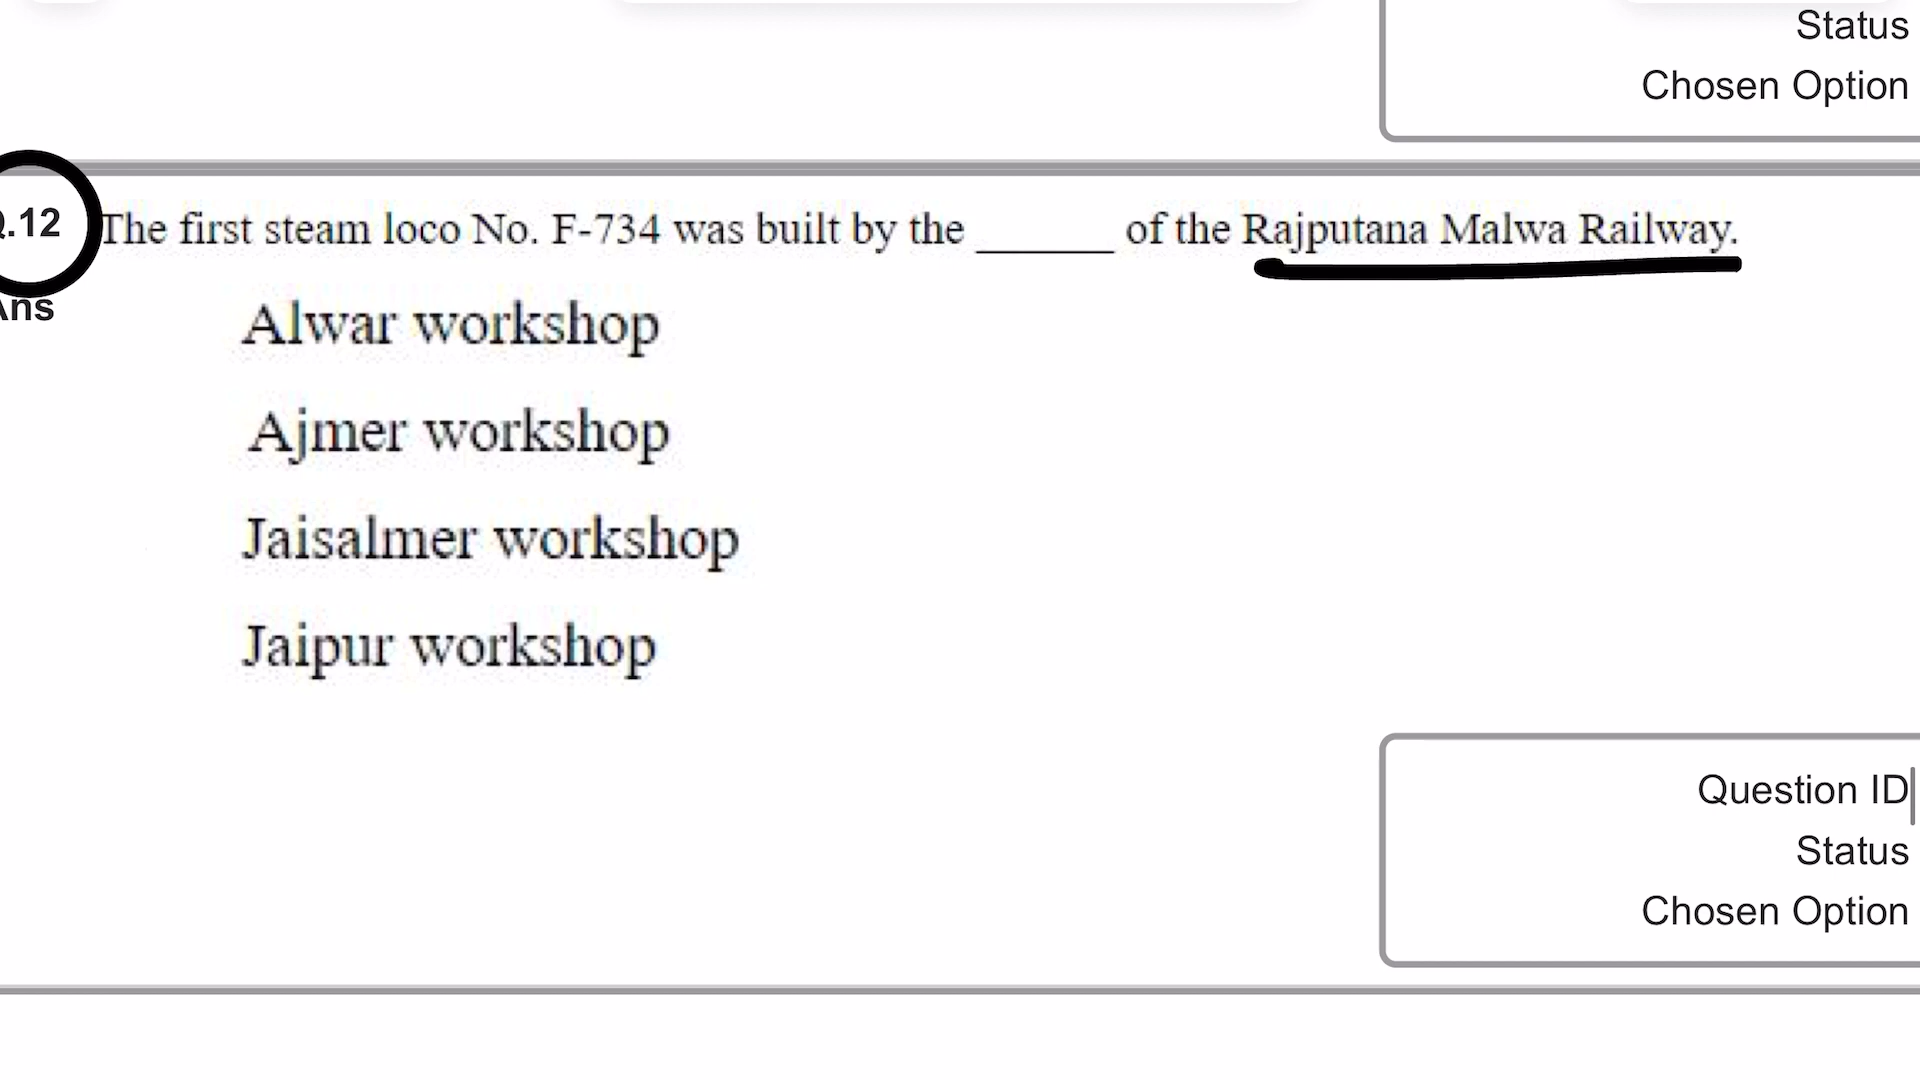 Status
Chosen Option
Q.12 The first steam loco No. F-734 was built by the ______ of the Rajputana Malwa Railway.
Ans
Alwar workshop
Ajmer workshop
Jaisalmer workshop
Jaipur workshop
Question ID
Status
Chosen Option